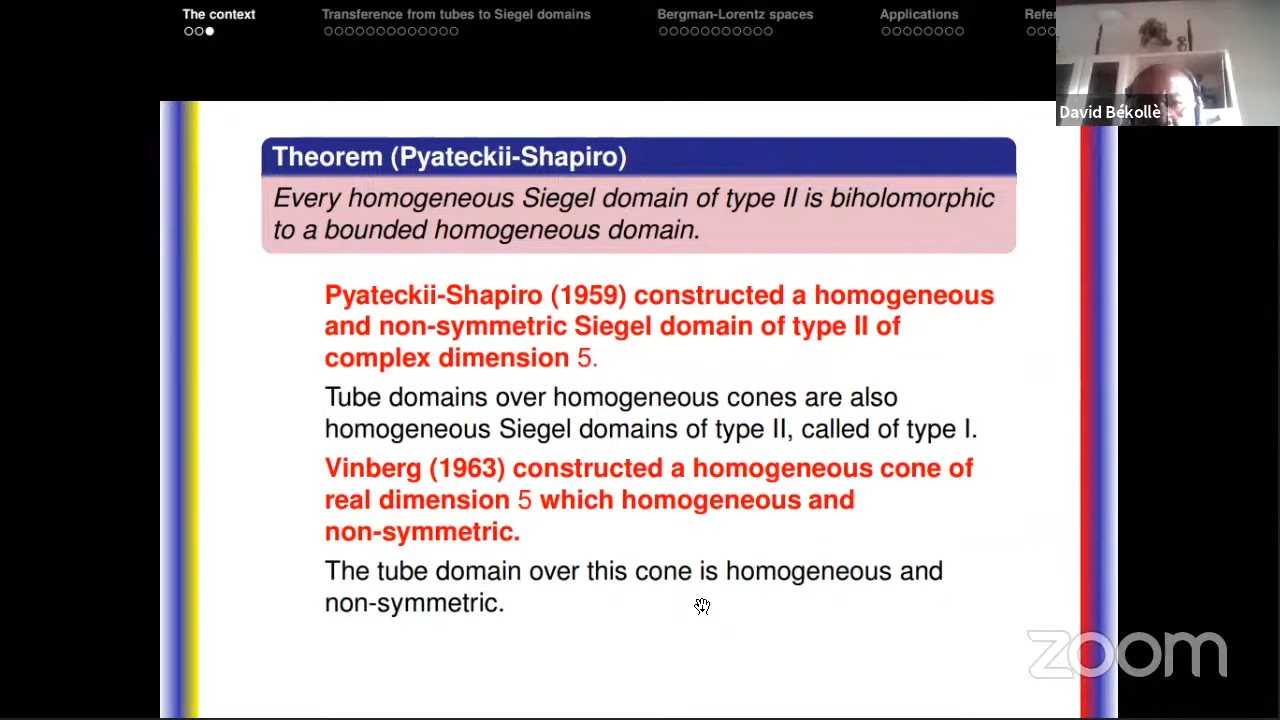 The context
Transference from tubes to Siegel domains
Bergman-Lorentz spaces
Applications
Refer
David Békollè
Theorem (Pyateckii-Shapiro)
Every homogeneous Siegel domain of type II is biholomorphic
to a bounded homogeneous domain.
Pyateckii-Shapiro (1959) constructed a homogeneous
and non-symmetric Siegel domain of type II of
complex dimension 5.
Tube domains over homogeneous cones are also
homogeneous Siegel domains of type II, called of type I.
Vinberg (1963) constructed a homogeneous cone of
real dimension 5 which homogeneous and
non-symmetric.
The tube domain over this cone is homogeneous and
non-symmetric.
zoom